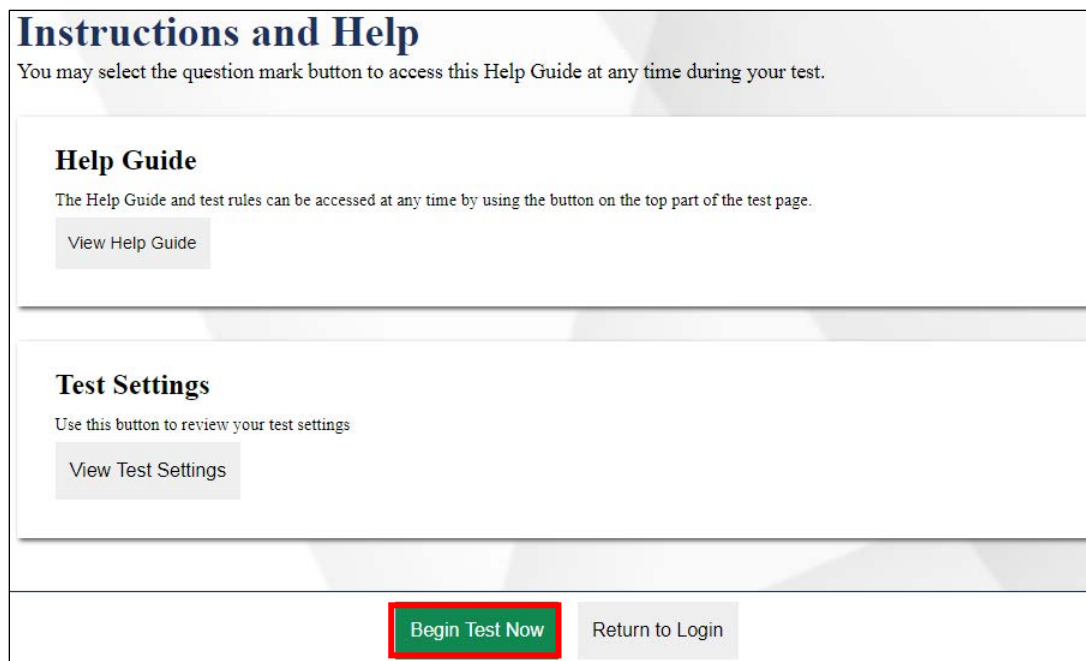 Instructions and Help
You may select the question mark button to access this Help Guide at any time during your test.
Help Guide
The Help Guide and test rules can be accessed at any time by using the button on the top part of the test page.
View Help Guide
Test Settings
Use this button to review your test settings
View Test Settings
Begin Test Now
Return to Login